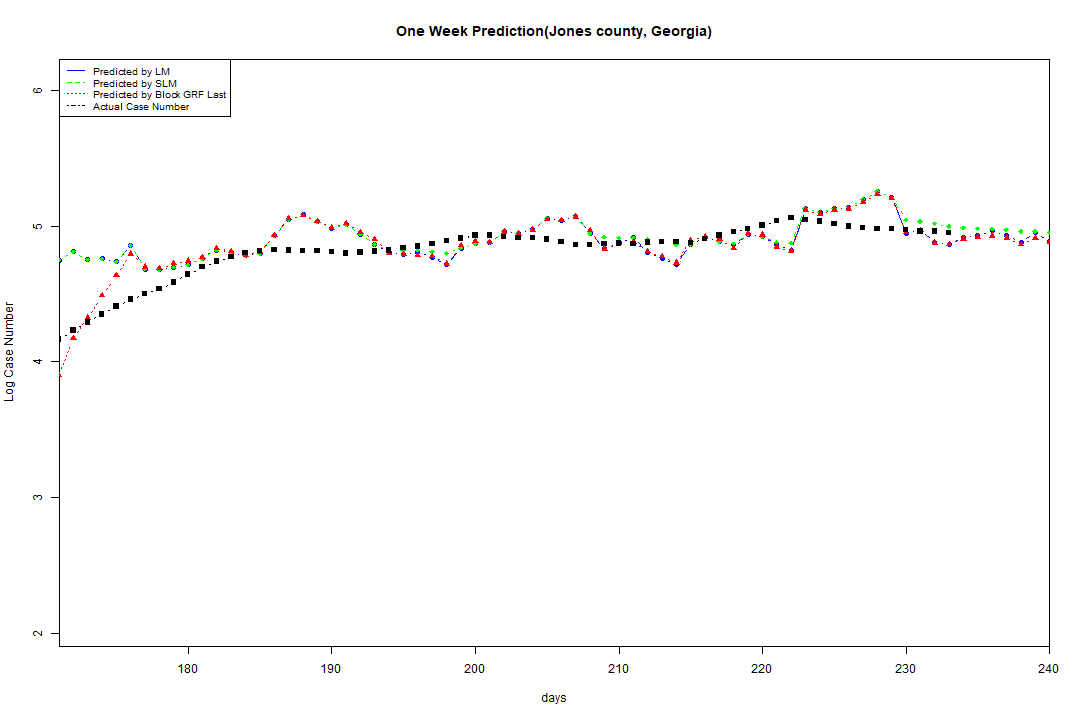 One Week Prediction(Jones county, Georgia)
Predicted by LM
Predicted by SLM
Predicted by Block GRF Last
Actual Case Number
6
5
4
3
2
Log Case Number
180 190 200 210 220 230 240
days